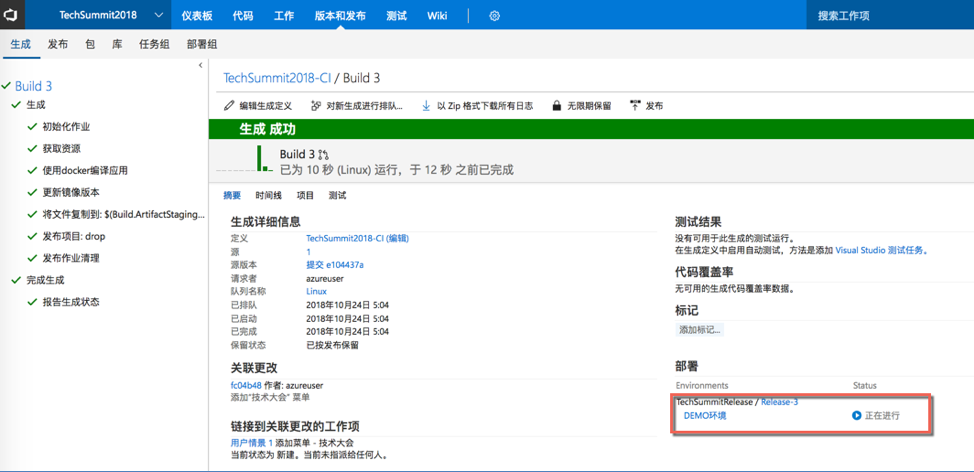 TechSummit2018 仪表板 代码 工作 版本和发布 测试 Wiki 搜索工作项
生成 发布 包 库 任务组 部署组
Build 3
生成
初始化作业
获取资源
使用docker编译应用
更新镜像版本
将文件复制到: $(Build.ArtifactStaging...
发布项目: drop
发布作业清理
完成生成
报告生成状态
TechSummit2018-CI / Build 3
编辑生成定义 对新生成进行排队... 以 Zip 格式下载所有日志 无限期保留 发布
生成 成功
Build 3
已为 10 秒 (Linux) 运行，于 12 秒 之前已完成
摘要 时间线 项目 测试
生成详细信息
定义 TechSummit2018-CI (编辑)
源 1
源版本 提交 e104437a
请求者 azureuser
队列名称 Linux
已排队 2018年10月24日 5:04
已启动 2018年10月24日 5:04
已完成 2018年10月24日 5:04
保留状态 已按发布保留
关联更改
fc04b48 作者: azureuser
添加"技术大会" 菜单
链接到关联更改的工作项
用户情景 1 添加菜单 - 技术大会
当前状态为 新建。当前未指派给任何人。
测试结果
没有可用于此生成的测试运行。
在生成定义中启用自动测试，方法是添加 Visual Studio 测试任务。
代码覆盖率
无可用的生成代码覆盖率数据。
标记
添加标记...
部署
Environments Status
TechSummitRelease / Release-3
DEMO环境 正在进行